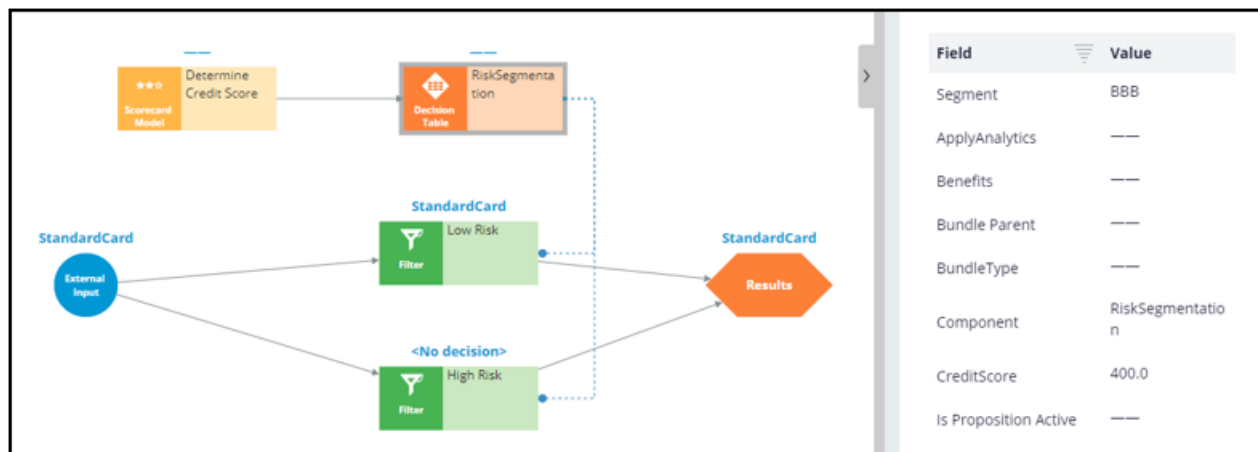 ——
Determine
Credit Score
Scorecard
Model
——
RiskSegmenta
tion
Decision
Table
StandardCard
External
Input
StandardCard
Low Risk
Filter
<No decision>
High Risk
Filter
StandardCard
Results
Field Value
Segment BBB
ApplyAnalytics ——
Benefits ——
Bundle Parent ——
BundleType ——
Component RiskSegmentatio
n
CreditScore 400.0
Is Proposition Active ——